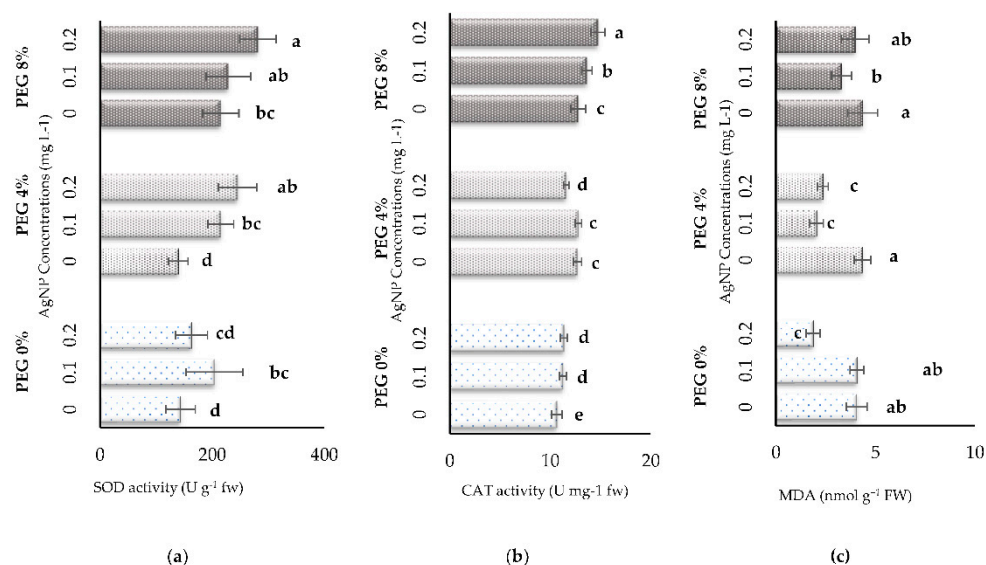 PEG 8%
PEG 4%
PEG 0%
AgNP Concentrations (mg L-1)
0.2
0.1
0
0.2
0.1
0
0.2
0.1
0
a
ab
bc
ab
bc
d
cd
bc
d
0
200
400
SOD activity (U g-1 fw)
(a)
PEG 8%
PEG 4%
PEG 0%
AgNP Concentrations (mg L-1)
0.2
0.1
0
0.2
0.1
0
0.2
0.1
0
a
b
c
d
c
c
d
d
e
0
10
20
CAT activity (U mg-1 fw)
(b)
PEG 8%
PEG 4%
PEG 0%
AgNP Concentrations (mg L-1)
0.2
0.1
0
0.2
0.1
0
0.2
0.1
0
ab
b
a
c
c
a
c
ab
ab
0
5
10
MDA (nmol g-1 FW)
(c)